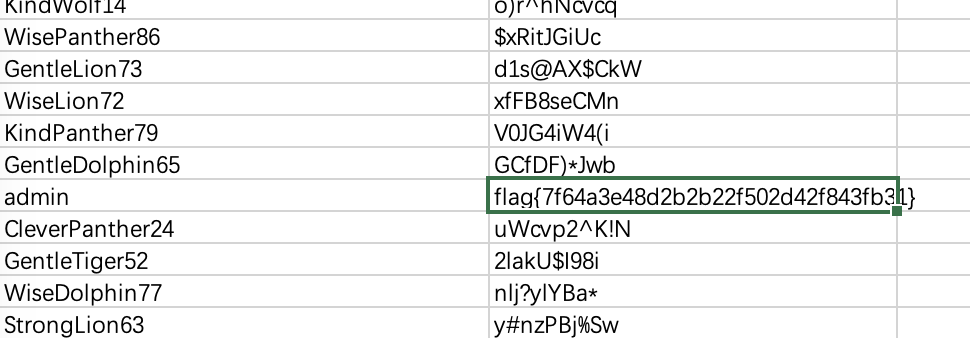 KindWolf14 o)r^hNcvcq
WisePanther86 $xRitJGiUc
GentleLion73 d1s@AX$CkW
WiseLion72 xfFB8seCMn
KindPanther79 V0JG4iW4(i
GentleDolphin65 GCfDF)*Jwb
admin flag{7f64a3e48d2b2b22f502d42f843fb31}
CleverPanther24 uWcvp2^K!N
GentleTiger52 2lakU$I98i
WiseDolphin77 nlj?ylYBa*
StrongLion63 y#nzPBj%Sw